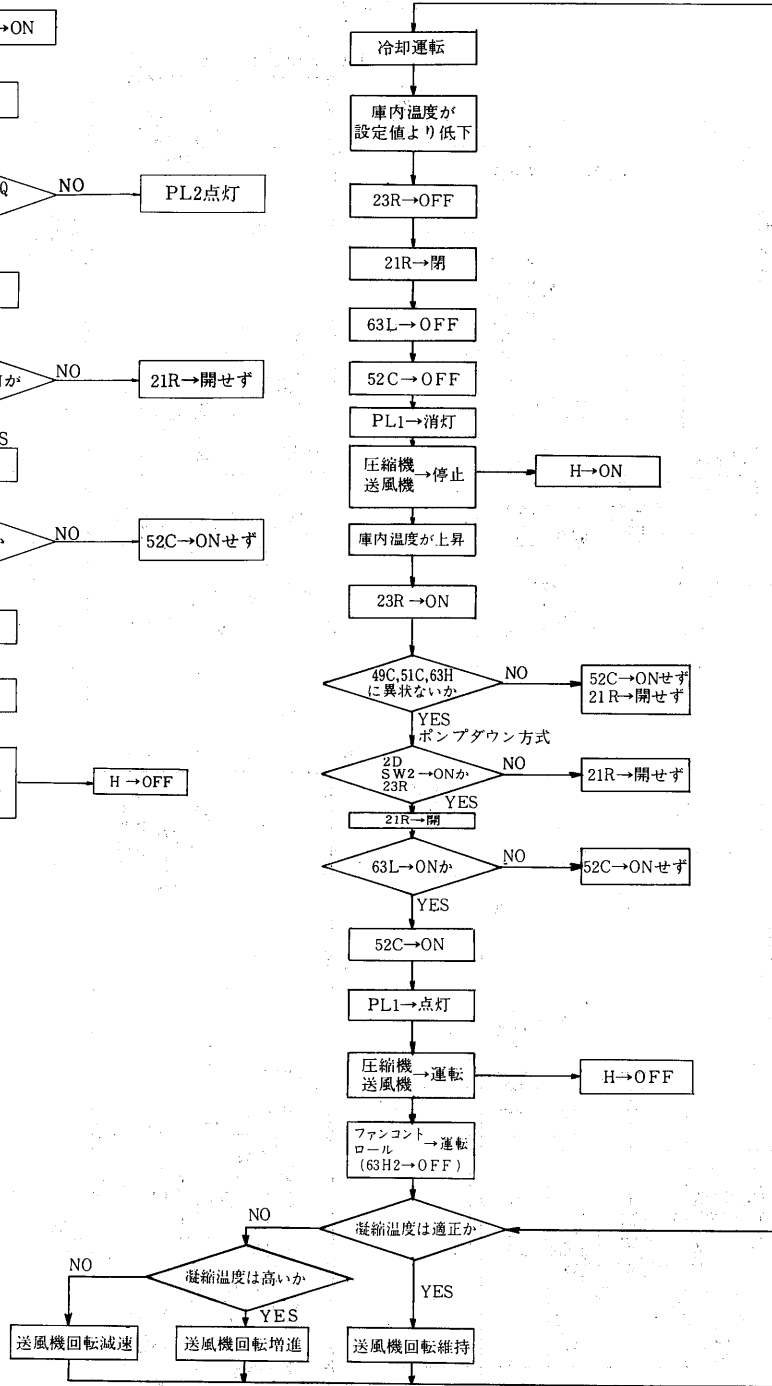 →ON
Q
NO
PL2点灯
が
NO
21R→開せず
S
か
NO
52C→ONせず
H→OFF
冷却運転
庫内温度が
設定値より低下
23R→OFF
21R→閉
63L→OFF
52C→OFF
PL1→消灯
圧縮機
送風機→停止
H→ON
庫内温度が上昇
23R→ON
49C,51C,63H
に異状ないか
NO
52C→ONせず
21R→開せず
YES
ポンプダウン方式
2D
SW2→ONか
23R
NO
21R→開せず
YES
21R→開
63L→ONか
NO
52C→ONせず
YES
52C→ON
PL1→点灯
圧縮機
送風機→運転
H→OFF
ファンコント
ロール→運転
(63H2→OFF)
凝縮温度は適正か
NO
凝縮温度は高いか
NO
YES
YES
送風機回転減速
送風機回転増進
送風機回転維持